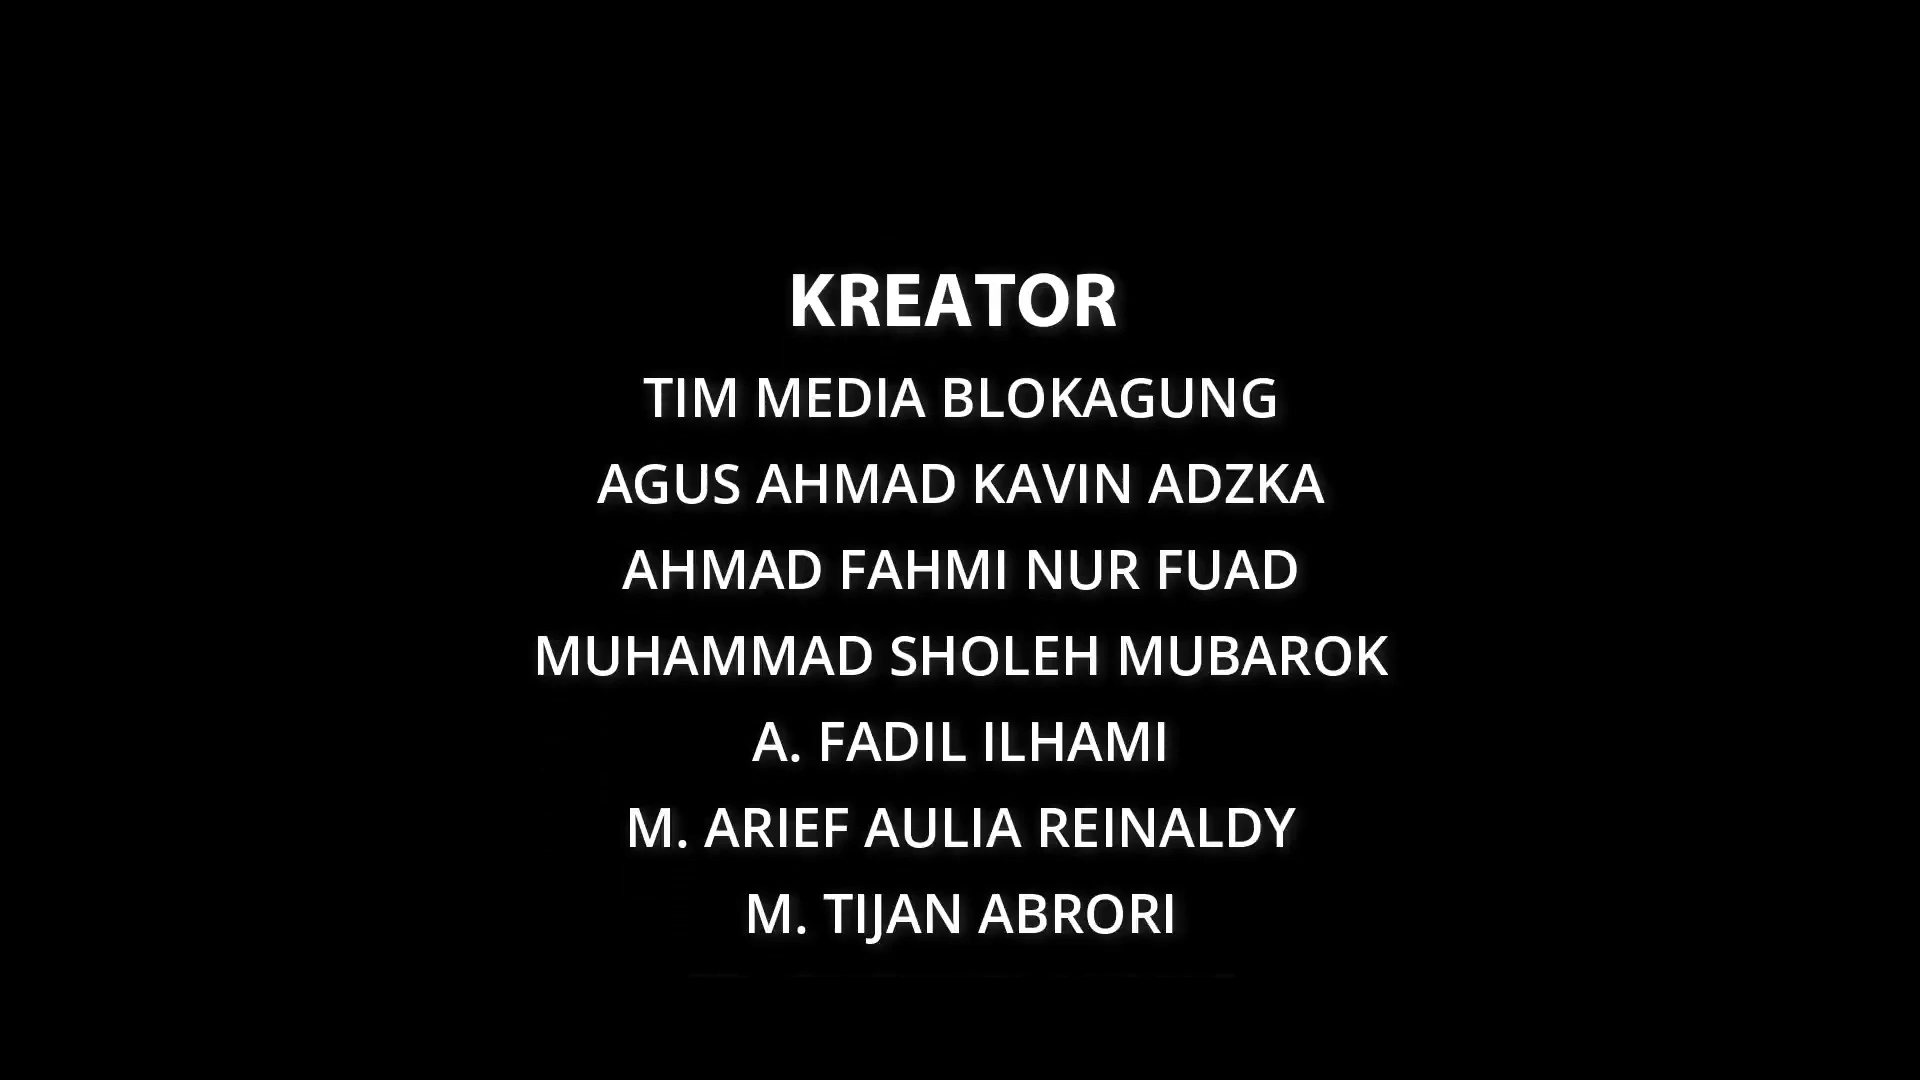 KREATOR
TIM MEDIA BLOKAGUNG
AGUS AHMAD KAVIN ADZKA
AHMAD FAHMI NUR FUAD
MUHAMMAD SHOLEH MUBAROK
A. FADIL ILHAMI
M. ARIEF AULIA REINALDY
M. TIJAN ABRORI